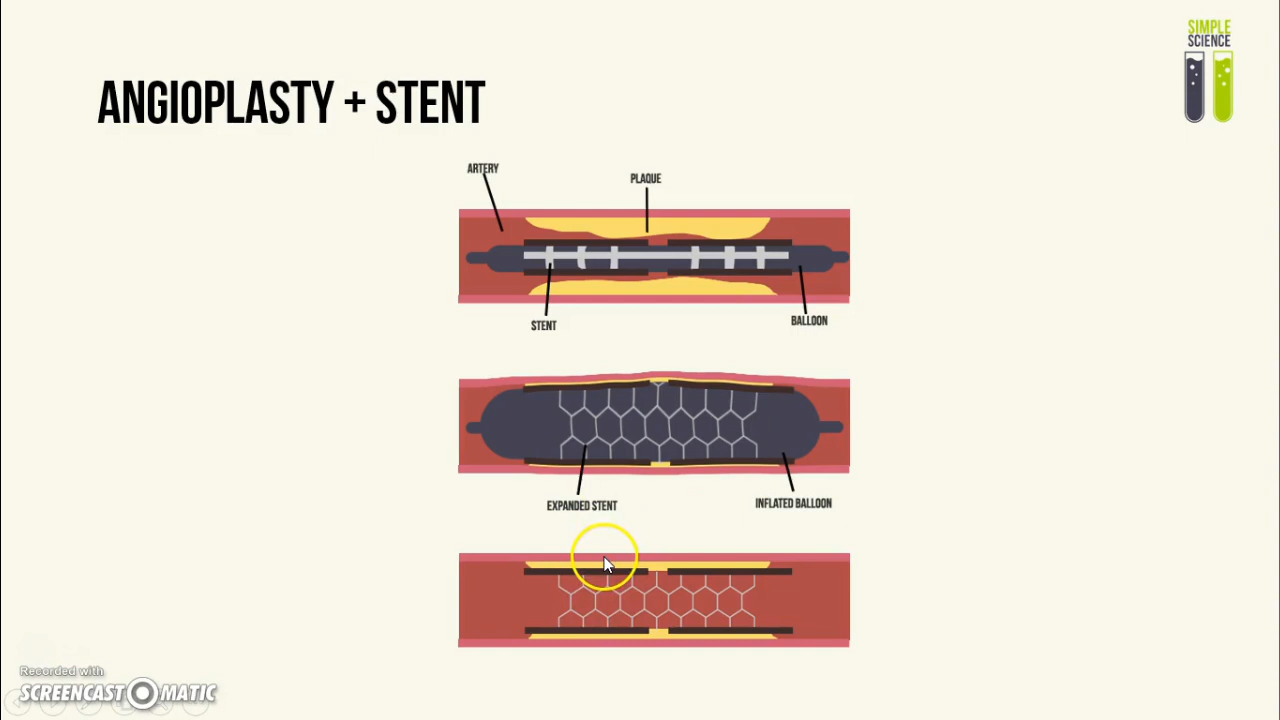 SIMPLE
SCIENCE
ANGIOPLASTY + STENT
ARTERY
PLAQUE
STENT
BALLOON
EXPANDED STENT
INFLATED BALLOON
Recorded with
SCREENCAST MATIC